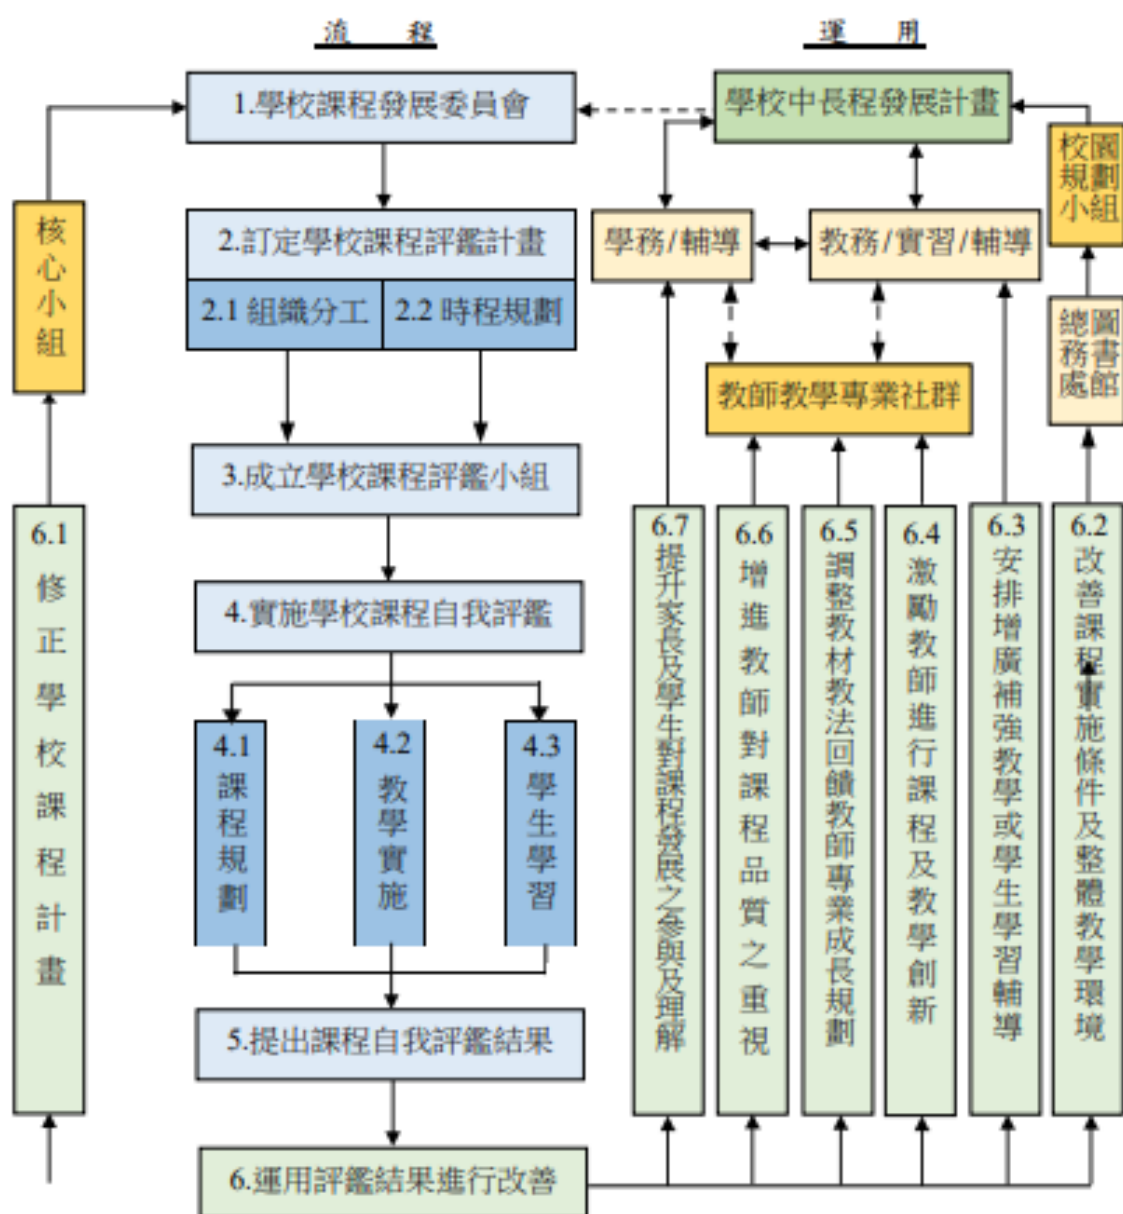 流 程
運 用
1.學校課程發展委員會
學校中長程發展計畫
校園規劃小組
核心小組
2.訂定學校課程評鑑計畫
2.1 組織分工
2.2 時程規劃
學務/輔導
教務/實習/輔導
總務處
圖書館
教師教學專業社群
3.成立學校課程評鑑小組
4.實施學校課程自我評鑑
4.1 課程規劃
4.2 教學實施
4.3 學生學習
5.提出課程自我評鑑結果
6.運用評鑑結果進行改善
6.1 修正學校課程計畫
6.7 提升家長及學生對課程發展之參與及理解
6.6 增進教師對課程品質之重視
6.5 調整教材教法回饋教師專業成長規劃
6.4 激勵教師進行課程及教學創新
6.3 安排增廣補強教學或學生學習輔導
6.2 改善課程實施條件及整體教學環境